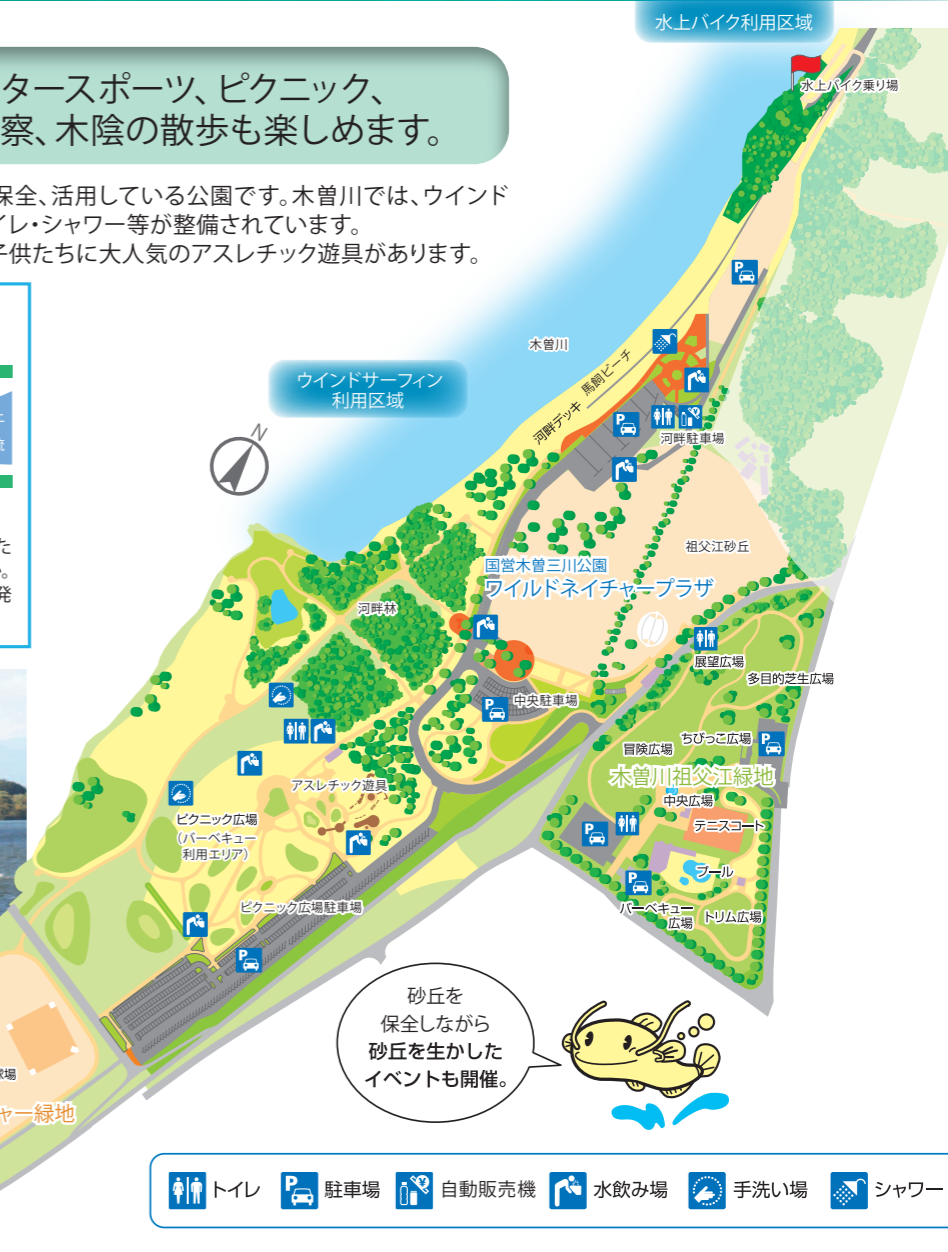 水上バイク利用区域
タースポーツ、ピクニック、
察、木陰の散歩も楽しめます。
水上バイク乗り場
保全、活用している公園です。木曽川では、ウインド
イレ・シャワー等が整備されています。
子供たちに大人気のアスレチック遊具があります。
P
木曽川
ウインドサーフィン
利用区域
馬飼ビーチ
河畔デッキ
N
P
河畔駐車場
上
流
た
。
発
祖父江砂丘
国営木曽三川公園
ワイルドネイチャープラザ
河畔林
展望広場
多目的芝生広場
中央駐車場
P
ちびっこ広場
P
冒険広場
木曽川祖父江緑地
アスレチック遊具
中央広場
テニスコート
ピクニック広場
(バーベキュー
利用エリア)
P
プール
P
バーベキュー
広場
トリム広場
ピクニック広場駐車場
P
砂丘を
保全しながら
砂丘を生かした
イベントも開催。
球場
ャー緑地
トイレ
P 駐車場
¥ 自動販売機
水飲み場
手洗い場
シャワー